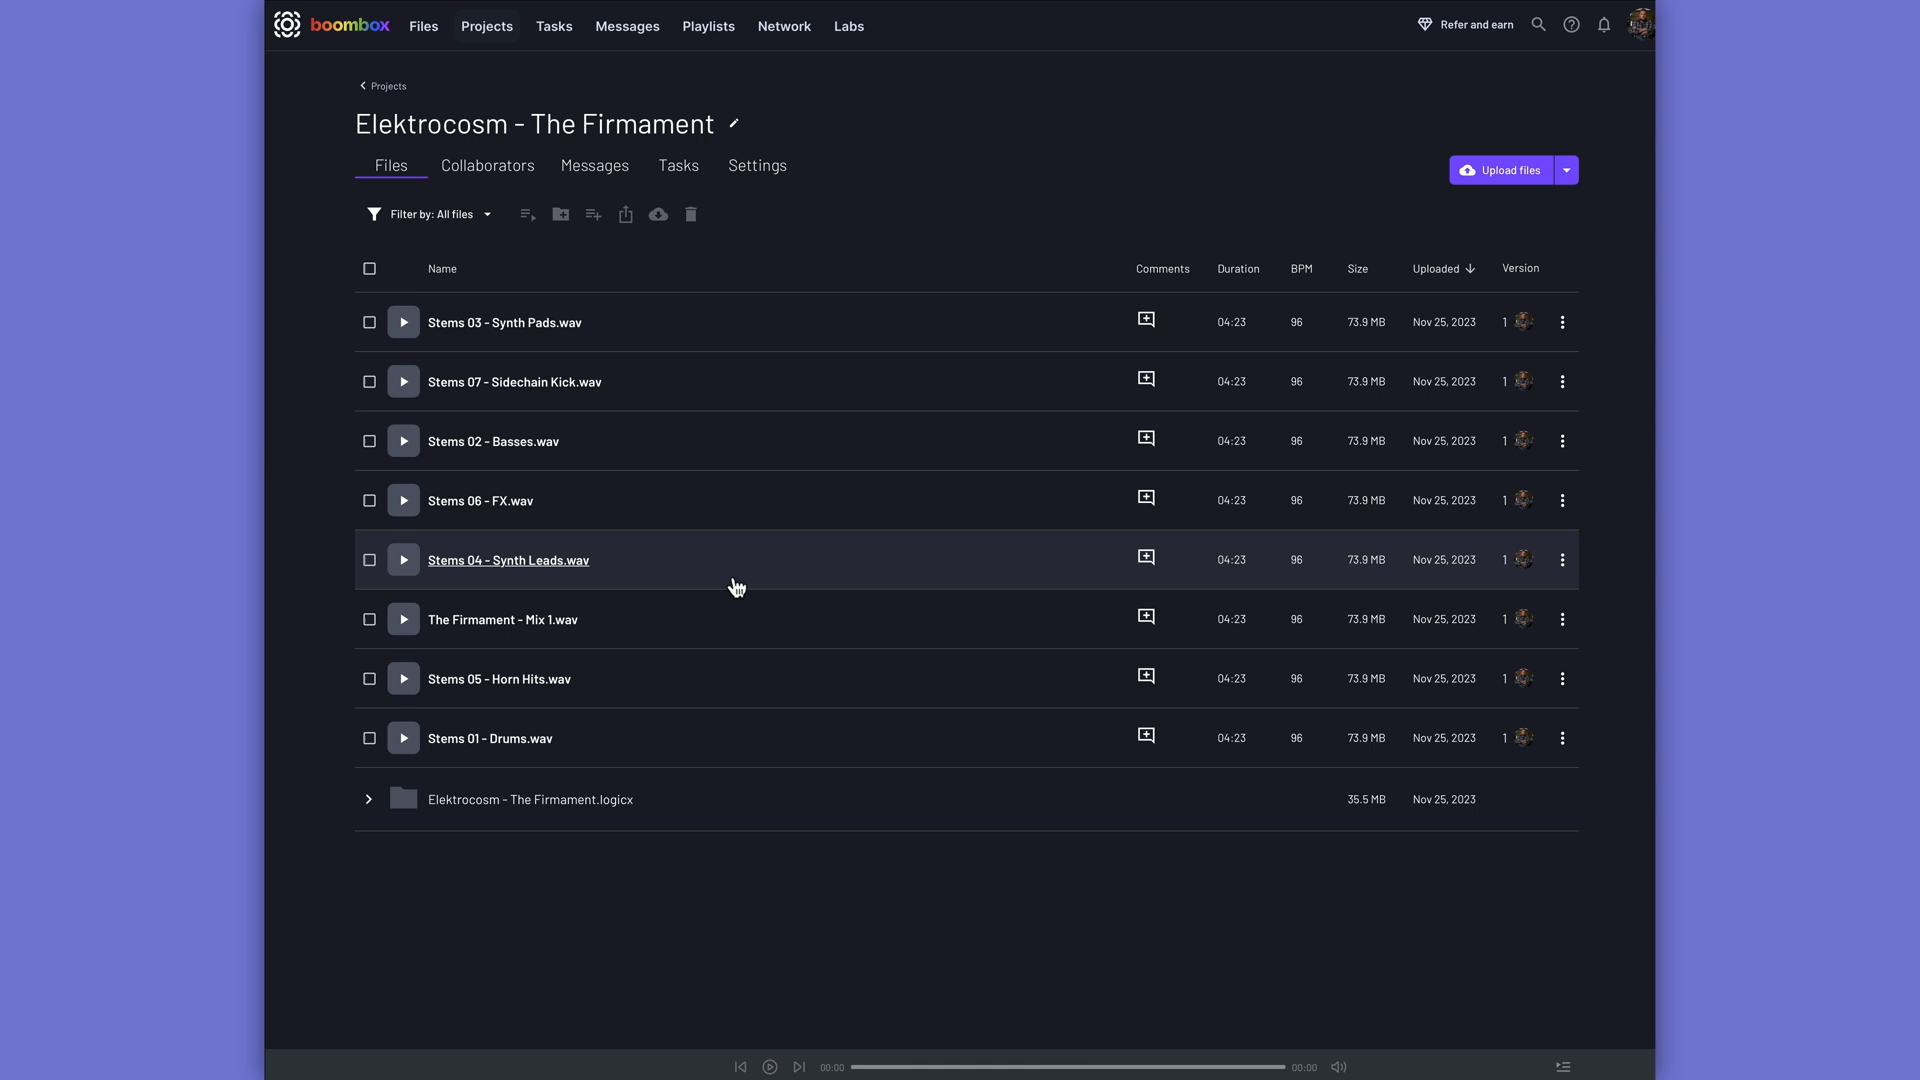 boombox Files Projects Tasks Messages Playlists Network Labs Refer and earn
Projects
Elektrocosm - The Firmament
Files Collaborators Messages Tasks Settings Upload files
Filter by: All files
Name Comments Duration BPM Size Uploaded Version
Stems 03 - Synth Pads.wav 04:23 96 73.9 MB Nov 25, 2023 1
Stems 07 - Sidechain Kick.wav 04:23 96 73.9 MB Nov 25, 2023 1
Stems 02 - Basses.wav 04:23 96 73.9 MB Nov 25, 2023 1
Stems 06 - FX.wav 04:23 96 73.9 MB Nov 25, 2023 1
Stems 04 - Synth Leads.wav 04:23 96 73.9 MB Nov 25, 2023 1
The Firmament - Mix 1.wav 04:23 96 73.9 MB Nov 25, 2023 1
Stems 05 - Horn Hits.wav 04:23 96 73.9 MB Nov 25, 2023 1
Stems 01 - Drums.wav 04:23 96 73.9 MB Nov 25, 2023 1
Elektrocosm - The Firmament.logicx 35.5 MB Nov 25, 2023
00:00 00:00